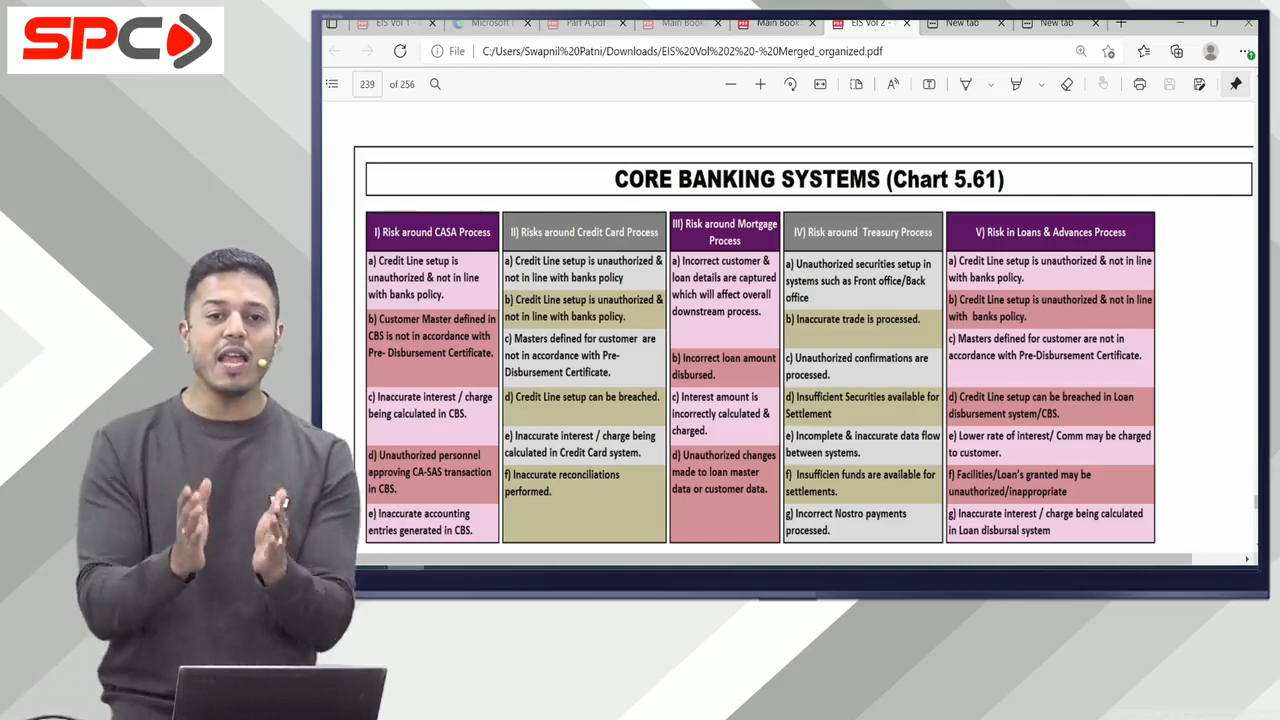 SPC
EIS Vol 1 -
Microsoft
Part A.pdf
Main Book
Main Book
EIS Vol 2 -
New tab
New tab
File
C:/Users/Swapnil%20Patni/Downloads/EIS%20Vol%202%20-%20Merged_organized.pdf
239
of 256
CORE BANKING SYSTEMS (Chart 5.61)
I) Risk around CASA Process
a) Credit Line setup is
unauthorized & not in line
with banks policy.
b) Customer Master defined in
CBS is not in accordance with
Pre- Disbursement Certificate.
c) Inaccurate interest / charge
being calculated in CBS.
d) Unauthorized personnel
approving CA-SAS transaction
in CBS.
e) Inaccurate accounting
entries generated in CBS.
II) Risks around Credit Card Process
a) Credit Line setup is unauthorized &
not in line with banks policy
b) Credit Line setup is unauthorized &
not in line with banks policy.
c) Masters defined for customer are
not in accordance with Pre-
Disbursement Certificate.
d) Credit Line setup can be breached.
e) Inaccurate interest / charge being
calculated in Credit Card system.
f) Inaccurate reconciliations
performed.
III) Risk around Mortgage
Process
a) Incorrect customer &
loan details are captured
which will affect overall
downstream process.
b) Incorrect loan amount
disbursed.
c) Interest amount is
incorrectly calculated &
charged.
d) Unauthorized changes
made to loan master
data or customer data.
IV) Risk around Treasury Process
a) Unauthorized securities setup in
systems such as Front office/Back
office
b) Inaccurate trade is processed.
c) Unauthorized confirmations are
processed.
d) Insufficient Securities available for
Settlement
e) Incomplete & inaccurate data flow
between systems.
f) Insufficien funds are available for
settlements.
g) Incorrect Nostro payments
processed.
V) Risk in Loans & Advances Process
a) Credit Line setup is unauthorized & not in line
with banks policy.
b) Credit Line setup is unauthorized & not in line
with banks policy.
c) Masters defined for customer are not in
accordance with Pre-Disbursement Certificate.
d) Credit Line setup can be breached in Loan
disbursement system/CBS.
e) Lower rate of interest/ Comm may be charged
to customer.
f) Facilities/Loan's granted may be
unauthorized/inappropriate
g) Inaccurate interest / charge being calculated
in Loan disbursal system